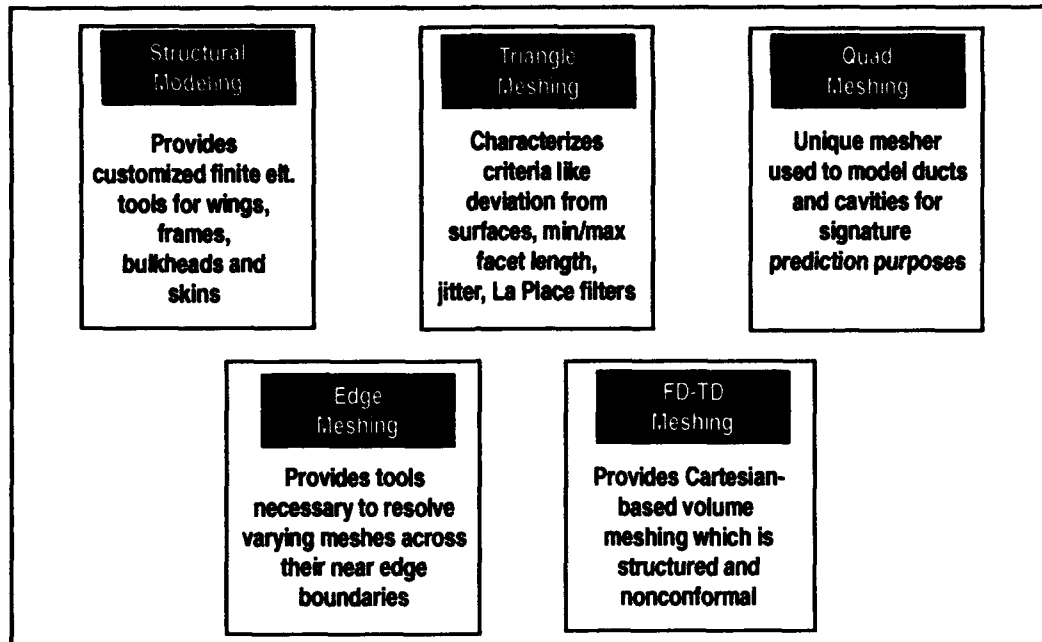 Structural
Modeling
Provides
customized finite elt.
tools for wings,
frames,
bulkheads and
skins
Triangle
Meshing
Characterizes
criteria like
deviation from
surfaces, min/max
facet length,
jitter, La Place filters
Quad
Meshing
Unique mesher
used to model ducts
and cavities for
signature
prediction purposes
Edge
Meshing
Provides tools
necessary to resolve
varying meshes across
their near edge
boundaries
FD-TD
Meshing
Provides Cartesian-
based volume
meshing which is
structured and
nonconformal